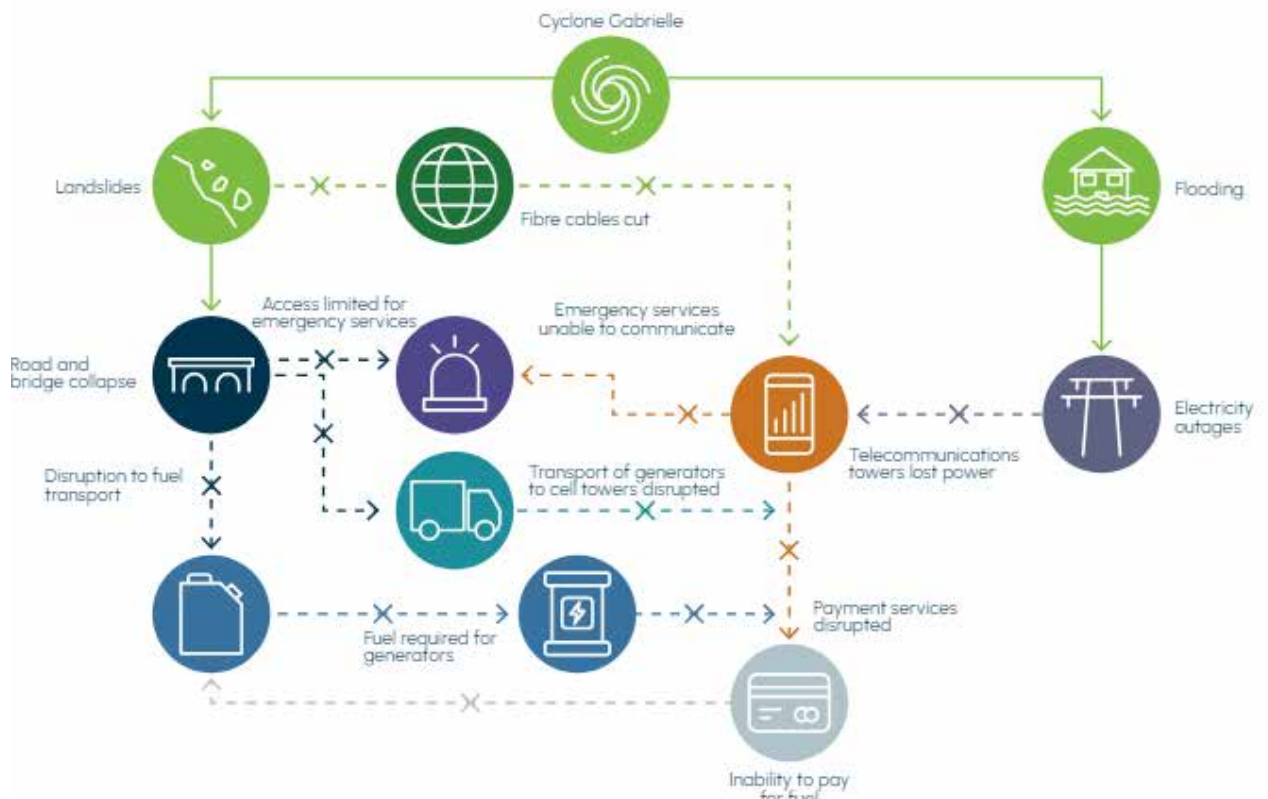 Cyclone Gabrielle
Landslides
Fibre cables cut
Flooding
Access limited for
emergency services
Emergency services
unable to communicate
Road and
bridge collapse
Electricity
outages
Disruption to fuel
transport
Transport of generators
to cell towers disrupted
Telecommunications
towers lost power
Fuel required for
generators
Payment services
disrupted
Inability to pay
for fuel